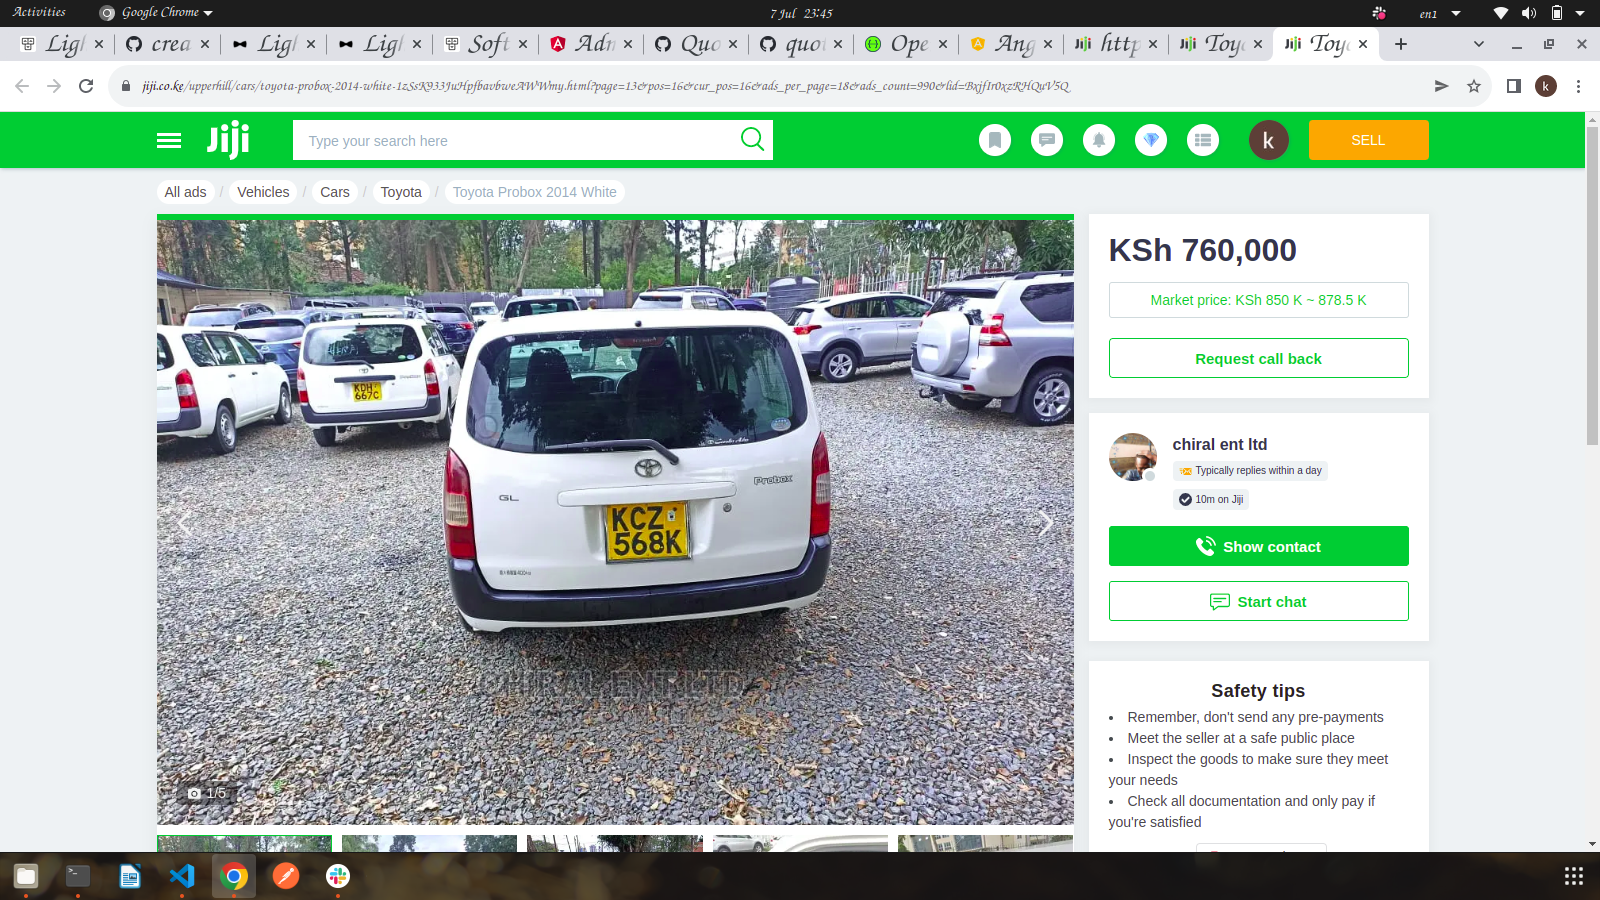 Activities
Google Chrome
7 Jul 23:45
en1
Ligl
crea
Ligl
Ligl
Soft
Adn
Quo
quot
Ope
Ang
http
Toyo
Toyo
jiji.co.ke/upperhill/cars/toyota-probox-2014-white-1zSsK933JuHpfbavbweAWWmy.html?page=13&pos=16&cur_pos=16&ads_per_page=18&ads_count=990&lid=BxjfIr0xzRHQuV5Q
k
Jiji
Type your search here
k
SELL
All ads / Vehicles / Cars / Toyota / Toyota Probox 2014 White
KDH
667C
GL
Probox
KCZ
568K
CHIRAL ENT LTD
1/5
KSh 760,000
Market price: KSh 850 K ~ 878.5 K
Request call back
chiral ent ltd
Typically replies within a day
10m on Jiji
Show contact
Start chat
Safety tips
• Remember, don't send any pre-payments
• Meet the seller at a safe public place
• Inspect the goods to make sure they meet
your needs
• Check all documentation and only pay if
you're satisfied